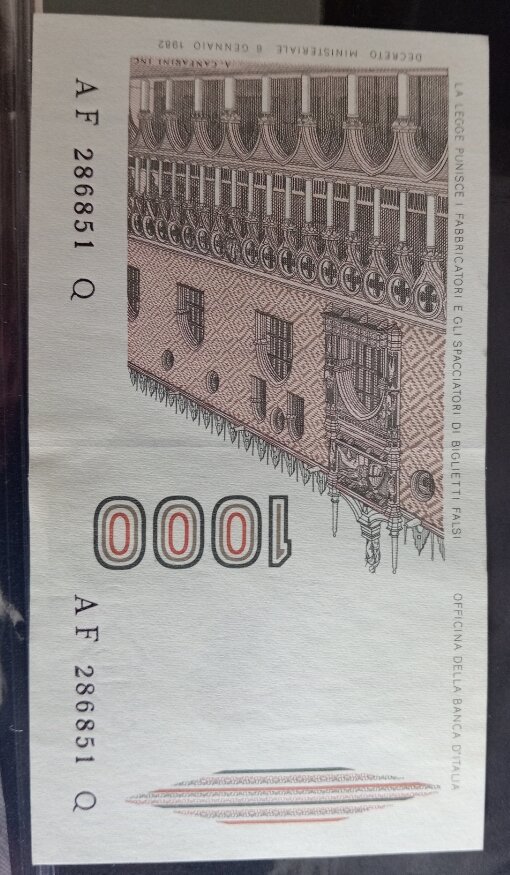 DECRETO MINISTERIALE 6 GENNAIO 1982
A. CANFARINI INC.
LA LEGGE PUNISCE I FABBRICATORI E GLI SPACCIATORI DI BIGLIETTI FALSI
OFFICINA DELLA BANCA D'ITALIA
AF 286851 Q
1000
AF 286851 Q